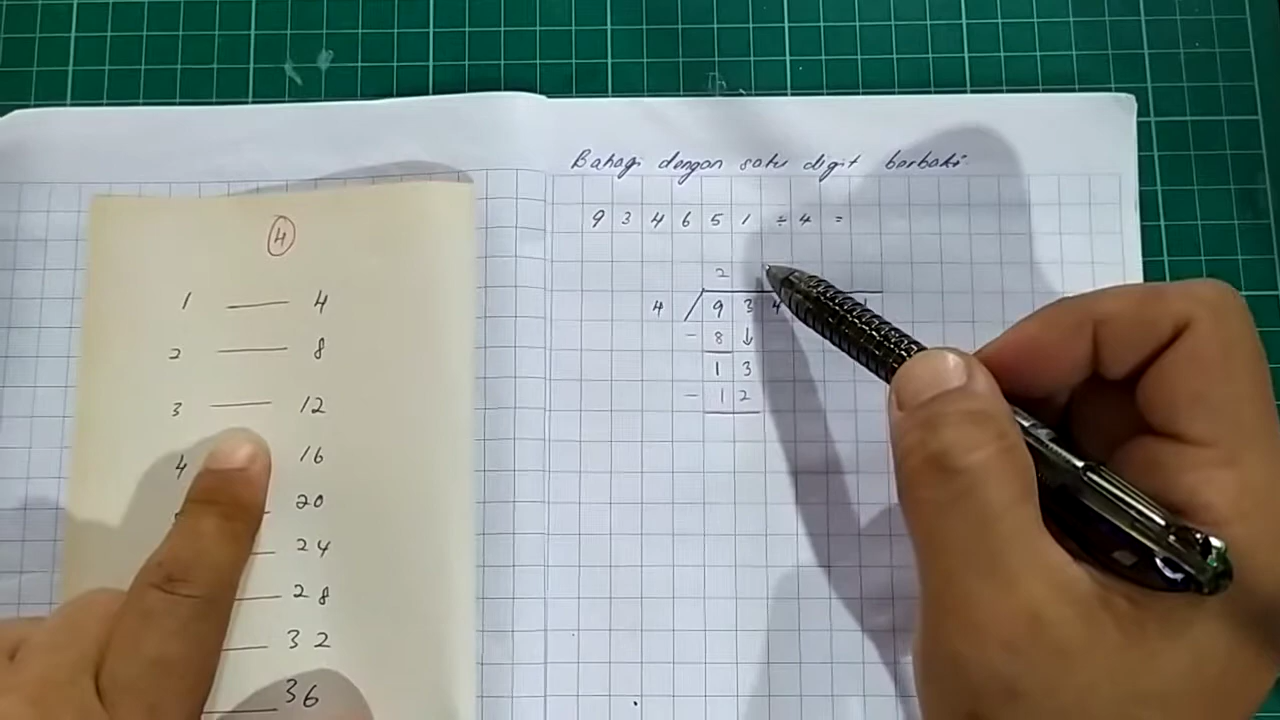 4
1 — 4
2 — 8
3 — 12
4 16
20
— 24
— 28
— 32
— 36
Bahagi dengan satu digit berbaki
9 3 4 6 5 1 ÷ 4 =
2
4 / 9 3 4
- 8 ↓
1 3
- 1 2